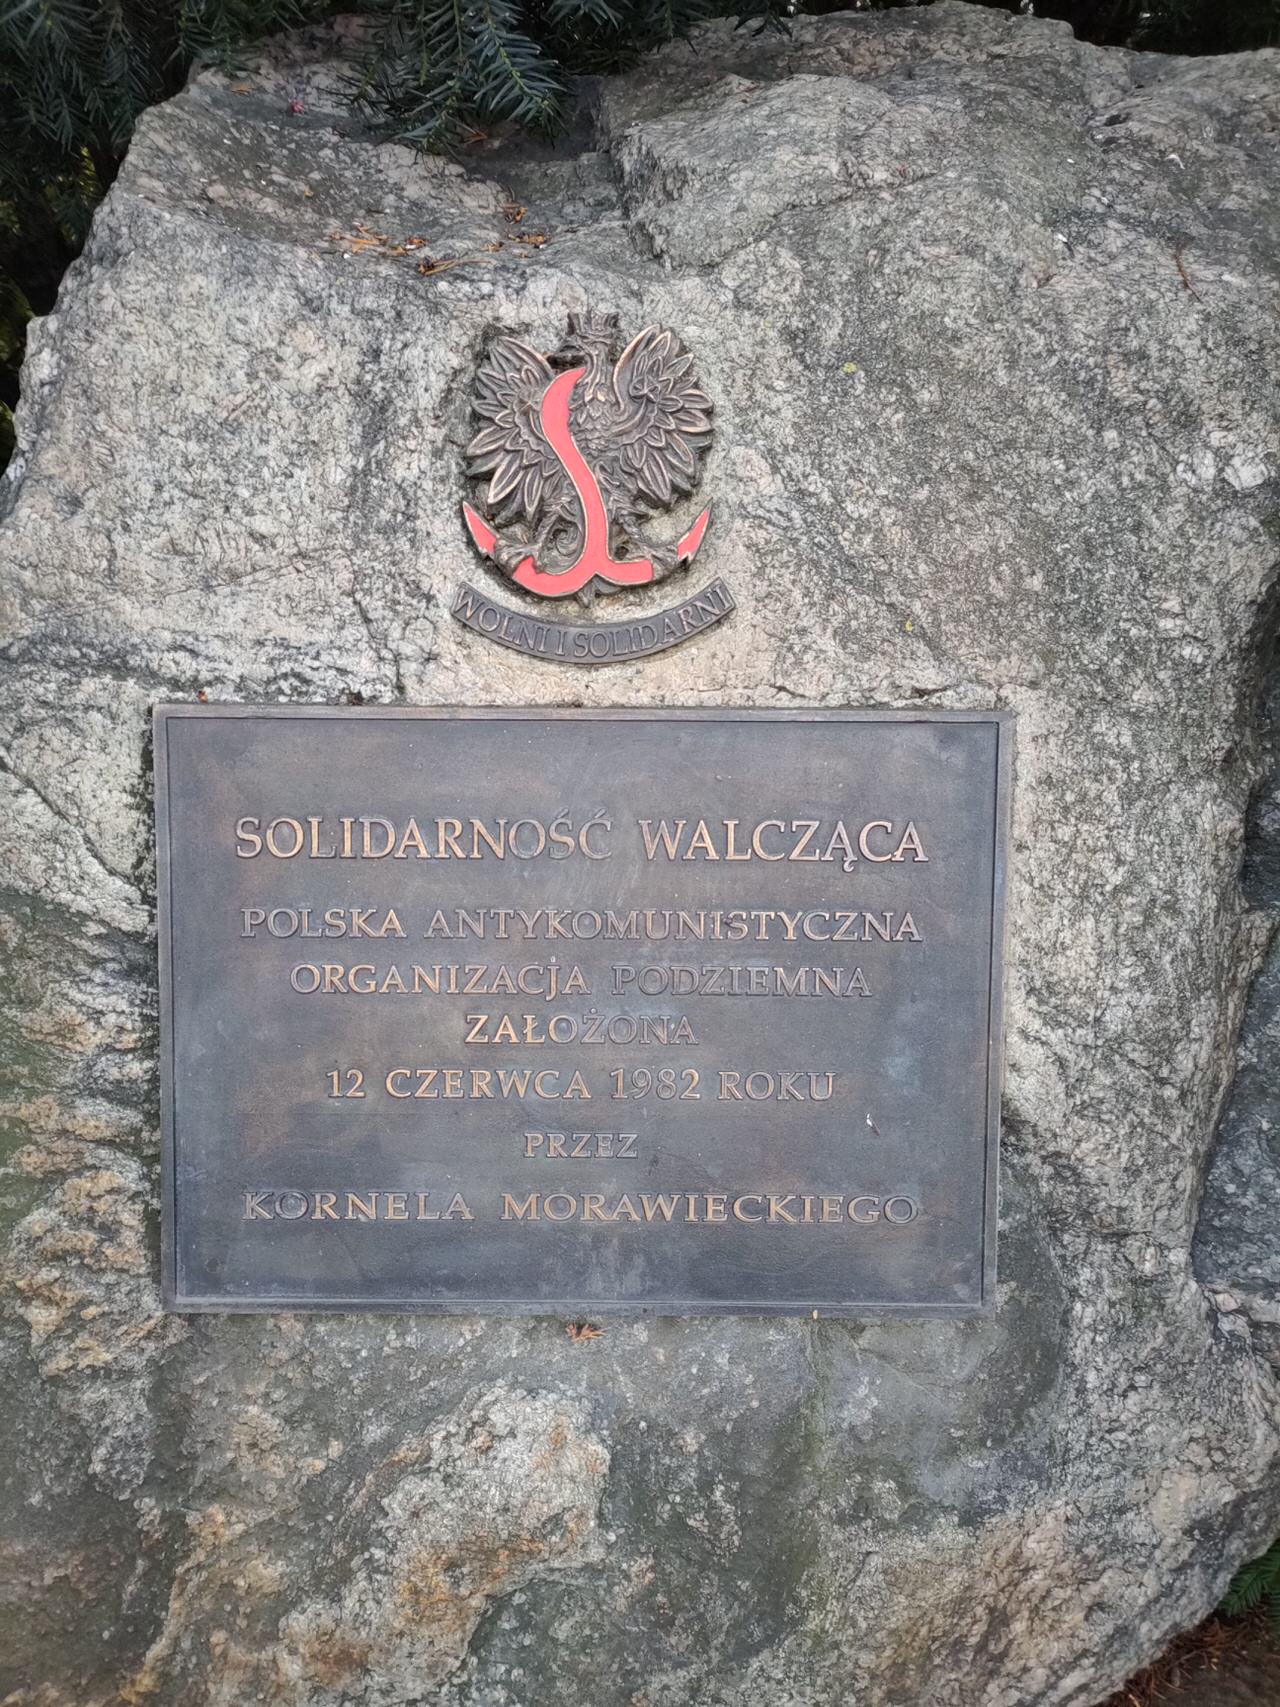 WOLNI I SOLIDARNI
SOLIDARNOŚĆ WALCZĄCA
POLSKA ANTYKOMUNISTYCZNA
ORGANIZACJA PODZIEMNA
ZAŁOŻONA
12 CZERWCA 1982 ROKU
PRZEZ
KORNELA MORAWIECKIEGO